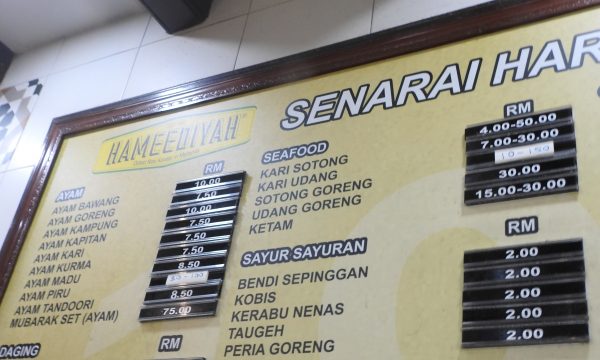 SENARAI HAR
HAMEEDIYAH
RM
AYAM
AYAM BAWANG 10.00
AYAM GORENG 7.50
AYAM KAMPUNG 10.00
AYAM KAPITAN 7.50
AYAM KARI 7.50
AYAM KURMA 7.50
AYAM MADU 8.50
AYAM PIRU
AYAM TANDOORI 8.50
MUBARAK SET (AYAM) 75.00
DAGING RM
SEAFOOD RM
KARI SOTONG 4.00-50.00
KARI UDANG 7.00-30.00
SOTONG GORENG 10-150
UDANG GORENG 30.00
KETAM 15.00-30.00
SAYUR SAYURAN RM
BENDI SEPINGGAN 2.00
KOBIS 2.00
KERABU NENAS 2.00
TAUGEH 2.00
PERIA GORENG 2.00